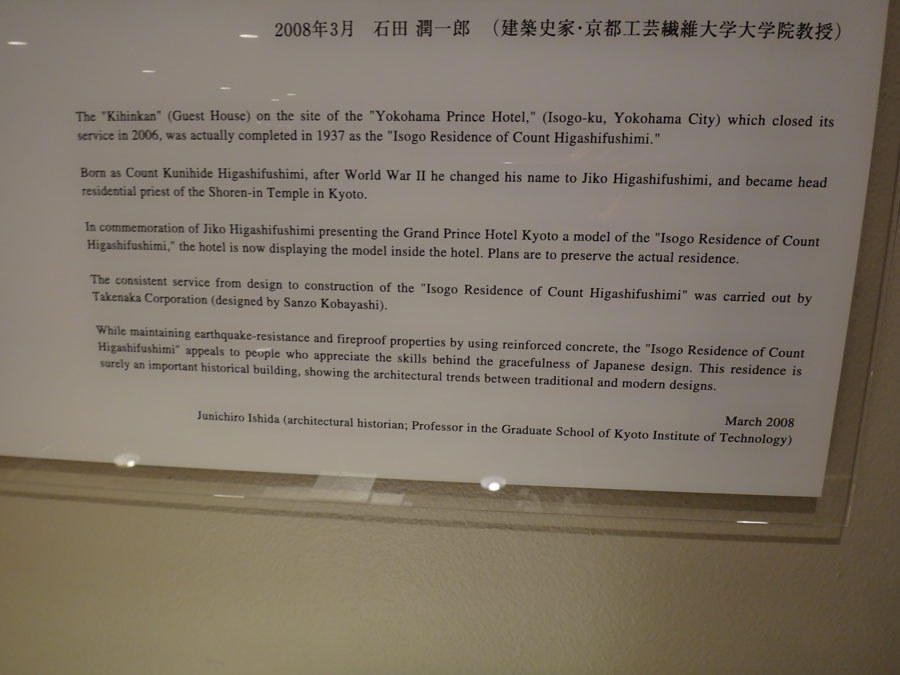 2008年3月 石田 潤一郎 (建築史家・京都工芸繊維大学大学院教授)
The "Kihinkan" (Guest House) on the site of the "Yokohama Prince Hotel," (Isogo-ku, Yokohama City) which closed its
service in 2006, was actually completed in 1937 as the "Isogo Residence of Count Higashifushimi."
Born as Count Kunihide Higashifushimi, after World War II he changed his name to Jiko Higashifushimi, and became head
residential priest of the Shoren-in Temple in Kyoto.
In commemoration of Jiko Higashifushimi presenting the Grand Prince Hotel Kyoto a model of the "Isogo Residence of Count
Higashifushimi," the hotel is now displaying the model inside the hotel. Plans are to preserve the actual residence.
The consistent service from design to construction of the "Isogo Residence of Count Higashifushimi" was carried out by
Takenaka Corporation (designed by Sanzo Kobayashi).
While maintaining earthquake-resistance and fireproof properties by using reinforced concrete, the "Isogo Residence of Count
Higashifushimi" appeals to people who appreciate the skills behind the gracefulness of Japanese design. This residence is
surely an important historical building, showing the architectural trends between traditional and modern designs.
March 2008
Junichiro Ishida (architectural historian; Professor in the Graduate School of Kyoto Institute of Technology)